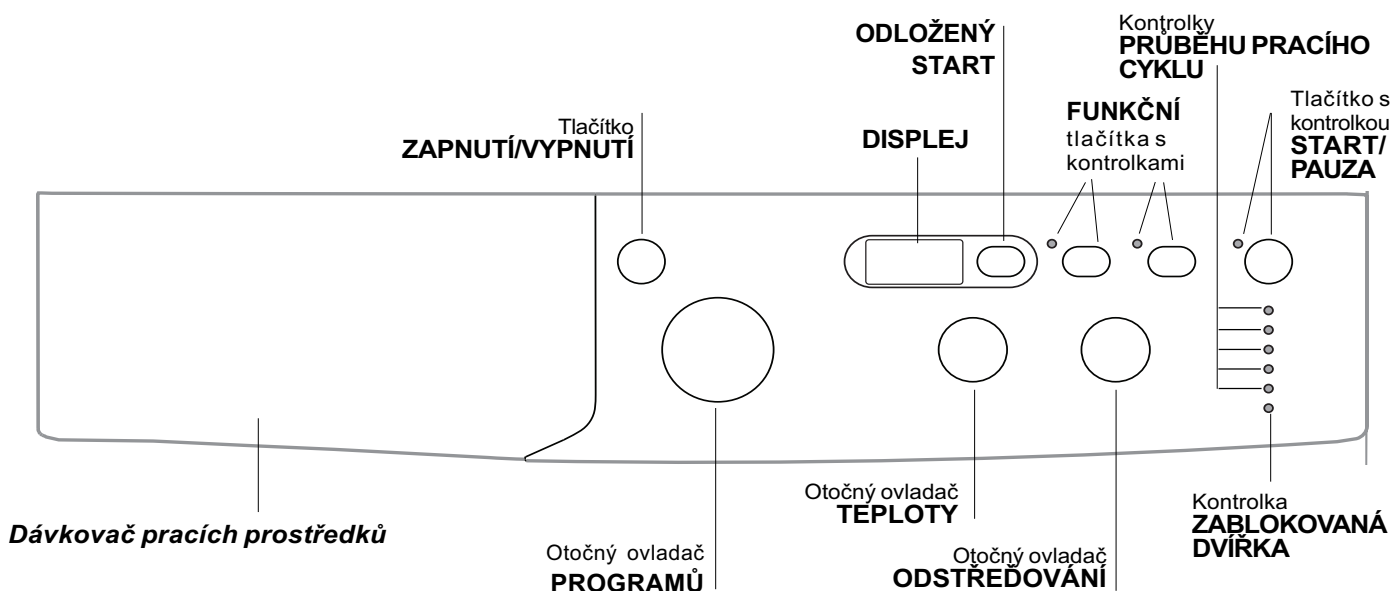 ODLOŽENÝ
START
Kontrolky
PRŮBĚHU PRACÍHO
CYKLU
Tlačítko s
kontrolkou
START/
PAUZA
FUNKČNÍ
tlačítka s
kontrolkami
DISPLEJ
Tlačítko
ZAPNUTÍ/VYPNUTÍ
Dávkovač pracích prostředků
Otočný ovladač
PROGRAMŮ
Otočný ovladač
TEPLOTY
Otočný ovladač
ODSTŘEĎOVÁNÍ
Kontrolka
ZABLOKOVANÁ
DVÍŘKA